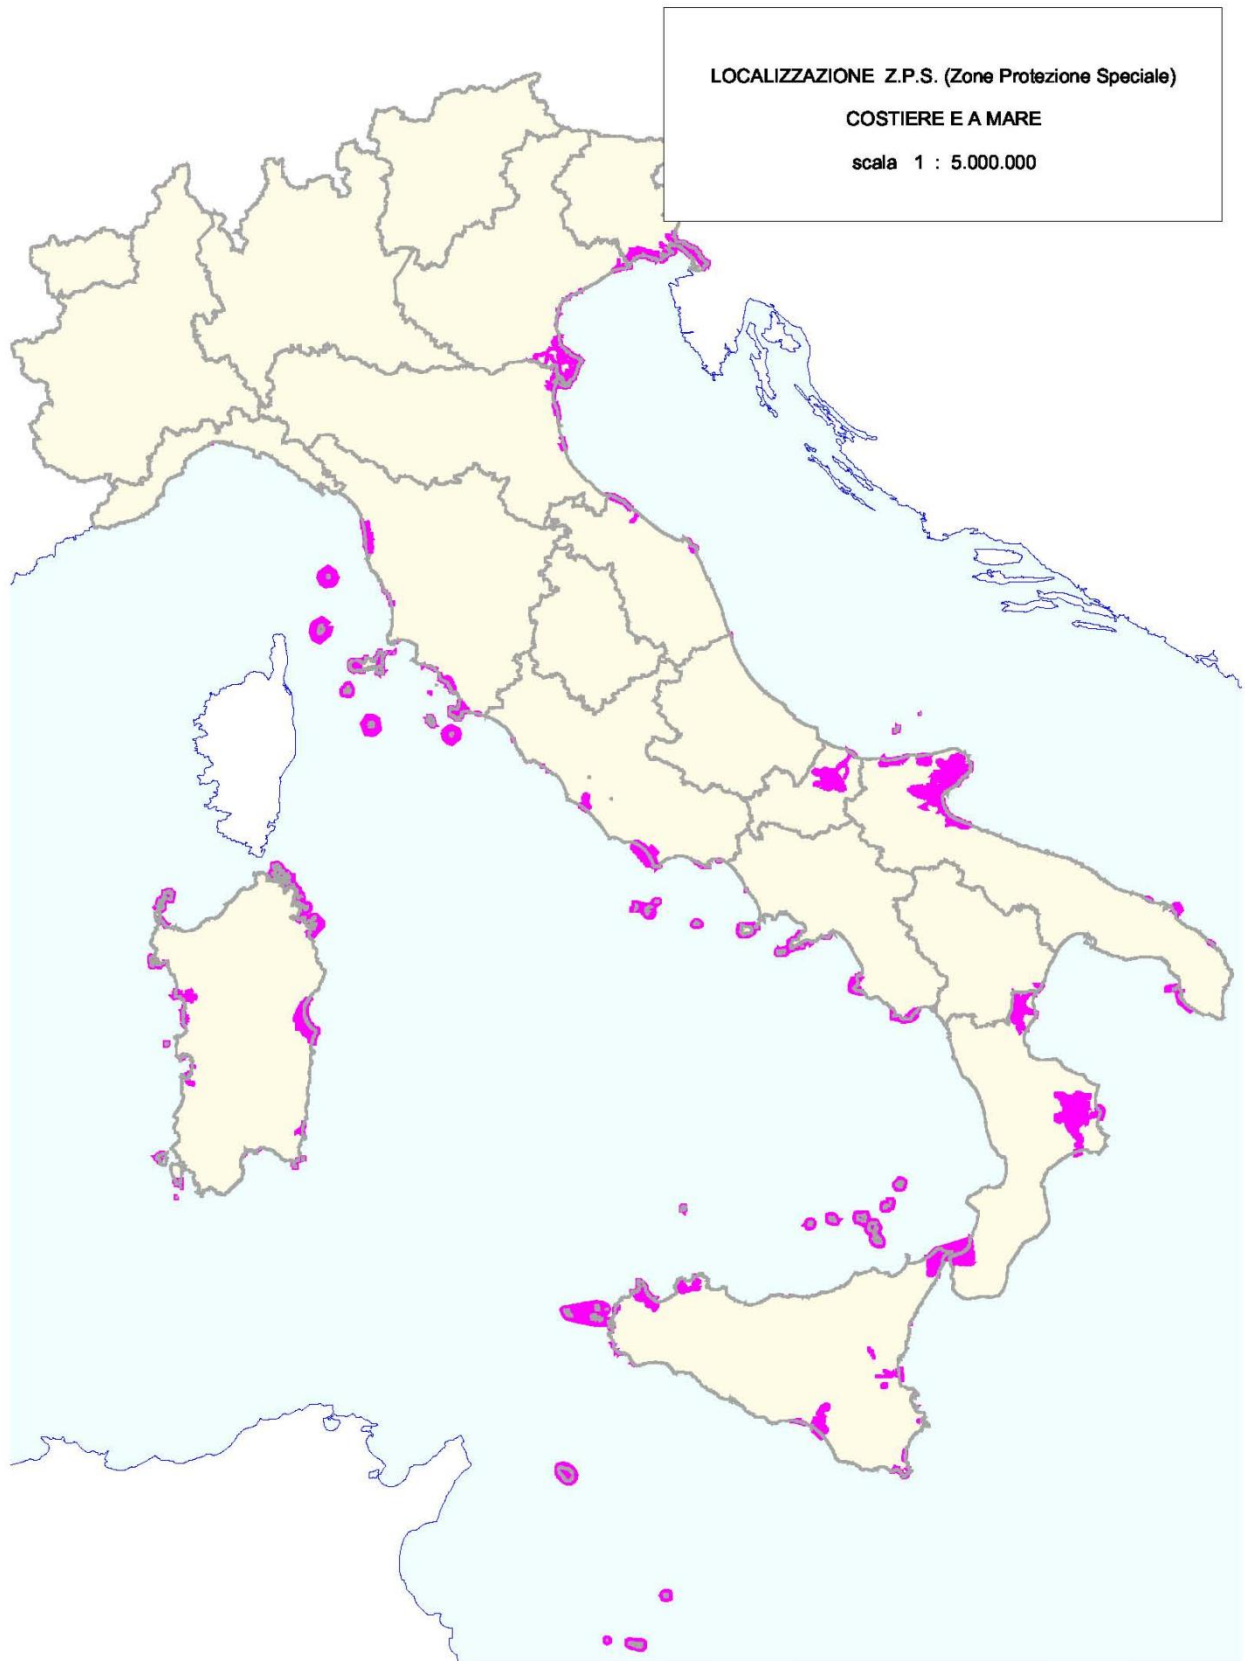 LOCALIZZAZIONE Z.P.S. (Zone Protezione Speciale)
COSTIERE E A MARE
scala 1 : 5.000.000